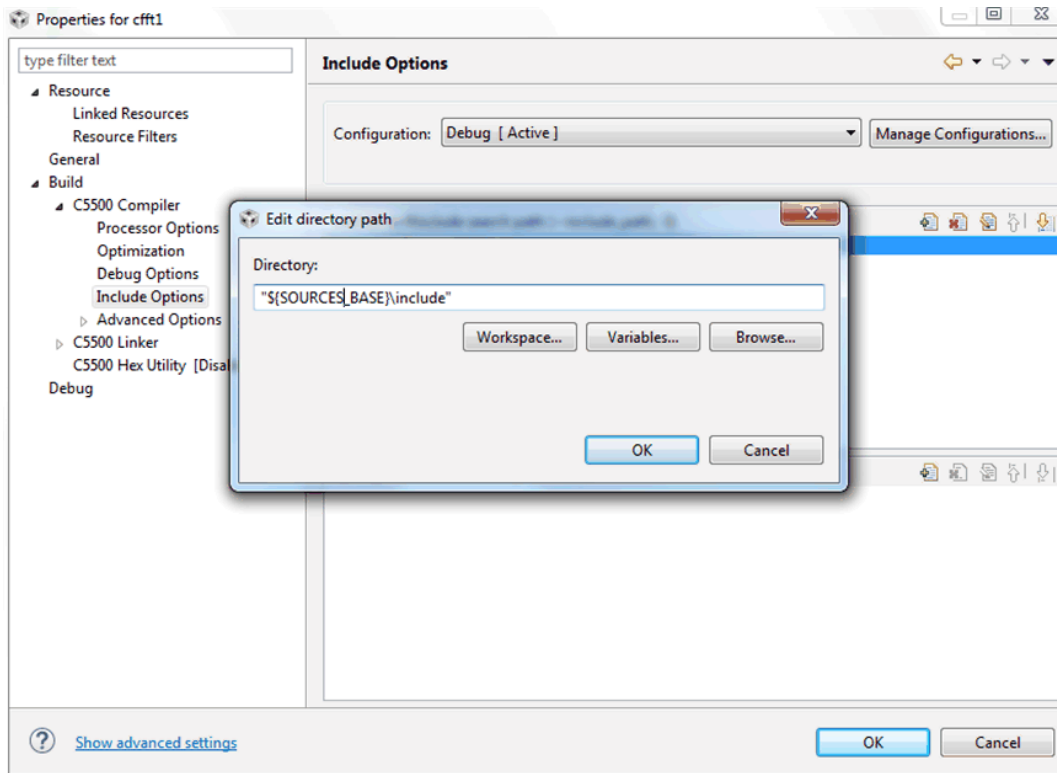 Properties for cfft1
type filter text
Resource
Linked Resources
Resource Filters
General
Build
C5500 Compiler
Processor Options
Optimization
Debug Options
Include Options
Advanced Options
C5500 Linker
C5500 Hex Utility [Disa
Debug
Include Options
Configuration: Debug [ Active ] Manage Configurations...
Edit directory path
Directory:
"${SOURCES_BASE}\include"
Workspace... Variables... Browse...
OK Cancel
? Show advanced settings
OK Cancel